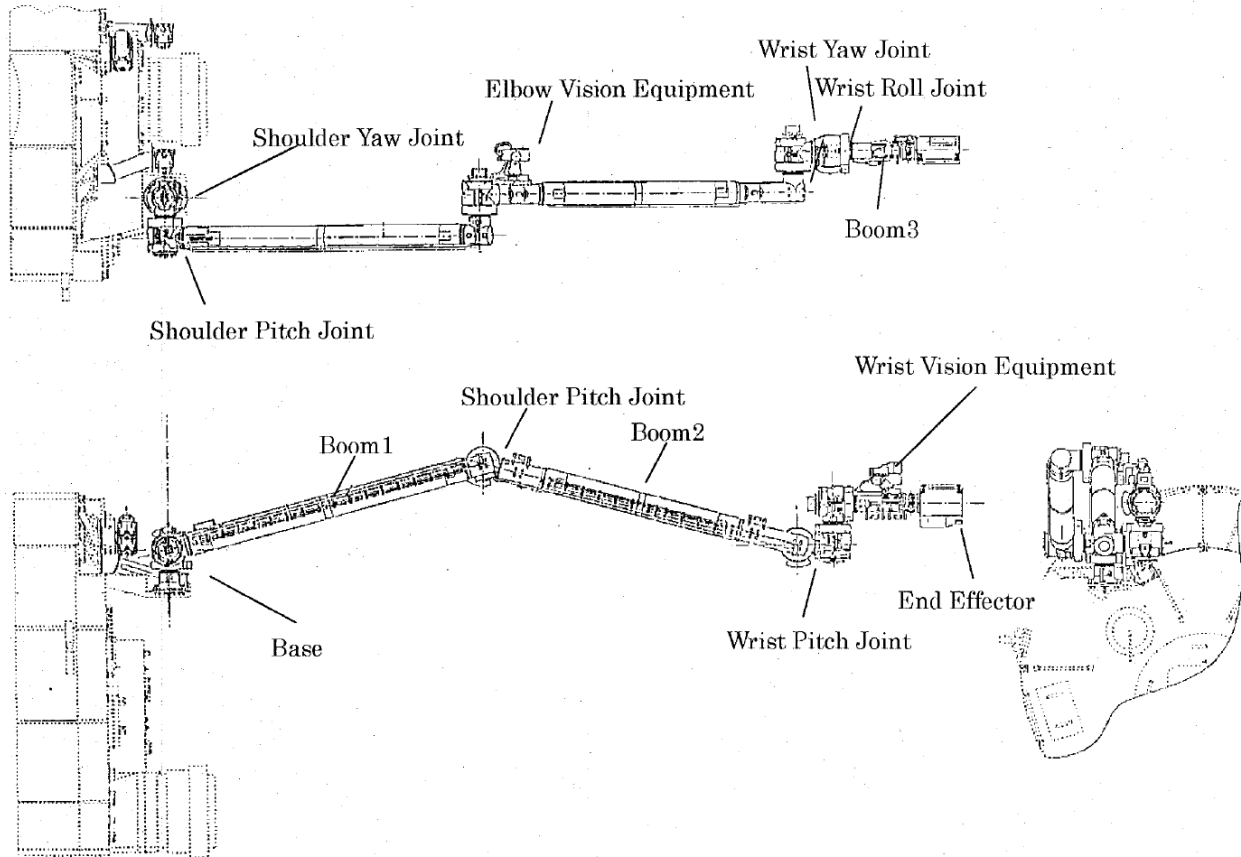 Wrist Yaw Joint
Elbow Vision Equipment
Wrist Roll Joint
Shoulder Yaw Joint
Boom3
Shoulder Pitch Joint
Wrist Vision Equipment
Shoulder Pitch Joint
Boom1
Boom2
End Effector
Base
Wrist Pitch Joint